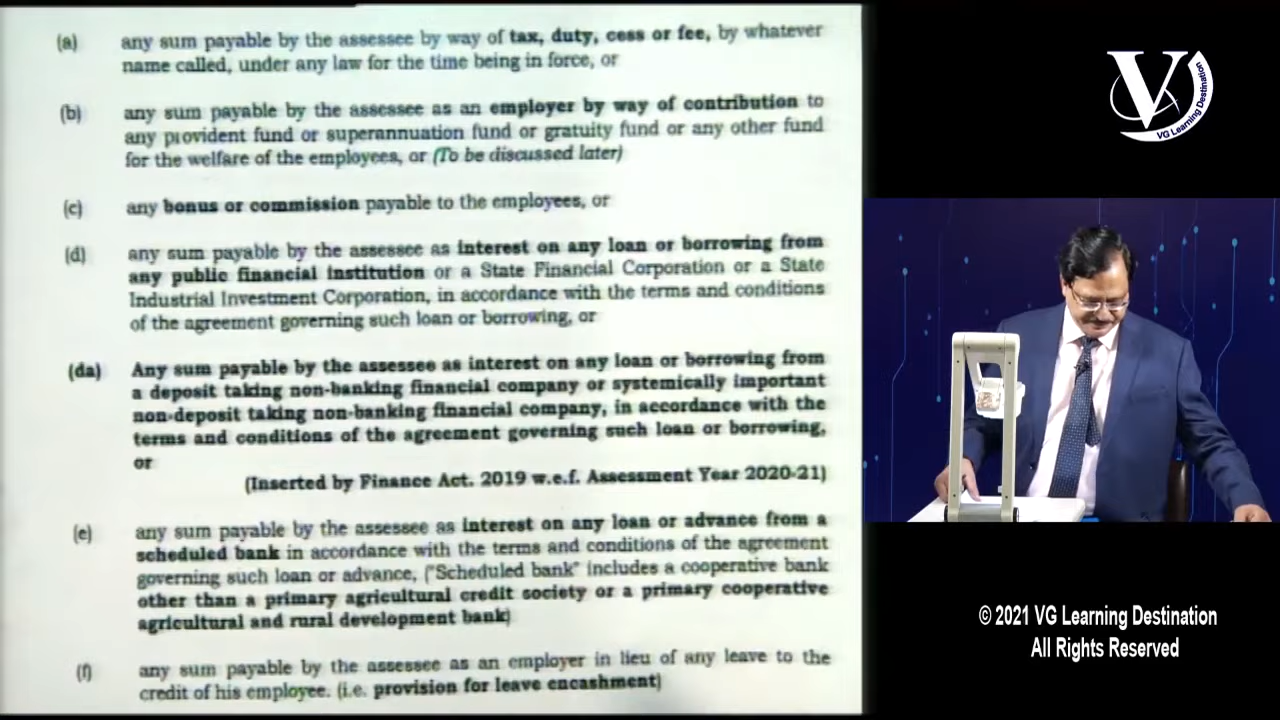 (a) any sum payable by the assessee by way of tax, duty, cess or fee, by whatever
name called, under any law for the time being in force, or
(b) any sum payable by the assessee as an employer by way of contribution to
any provident fund or superannuation fund or gratuity fund or any other fund
for the welfare of the employees, or (To be discussed later)
(c) any bonus or commission payable to the employees, or
(d) any sum payable by the assessee as interest on any loan or borrowing from
any public financial institution or a State Financial Corporation or a State
Industrial Investment Corporation, in accordance with the terms and conditions
of the agreement governing such loan or borrowing, or
(da) Any sum payable by the assessee as interest on any loan or borrowing from
a deposit taking non-banking financial company or systemically important
non-deposit taking non-banking financial company, in accordance with the
terms and conditions of the agreement governing such loan or borrowing,
or
(Inserted by Finance Act. 2019 w.e.f. Assessment Year 2020-21)
(e) any sum payable by the assessee as interest on any loan or advance from a
scheduled bank in accordance with the terms and conditions of the agreement
governing such loan or advance, ("Scheduled bank" includes a cooperative bank
other than a primary agricultural credit society or a primary cooperative
agricultural and rural development bank)
(f) any sum payable by the assessee as an employer in lieu of any leave to the
credit of his employee. (i.e. provision for leave encashment)
V
VG Learning Destination
© 2021 VG Learning Destination
All Rights Reserved